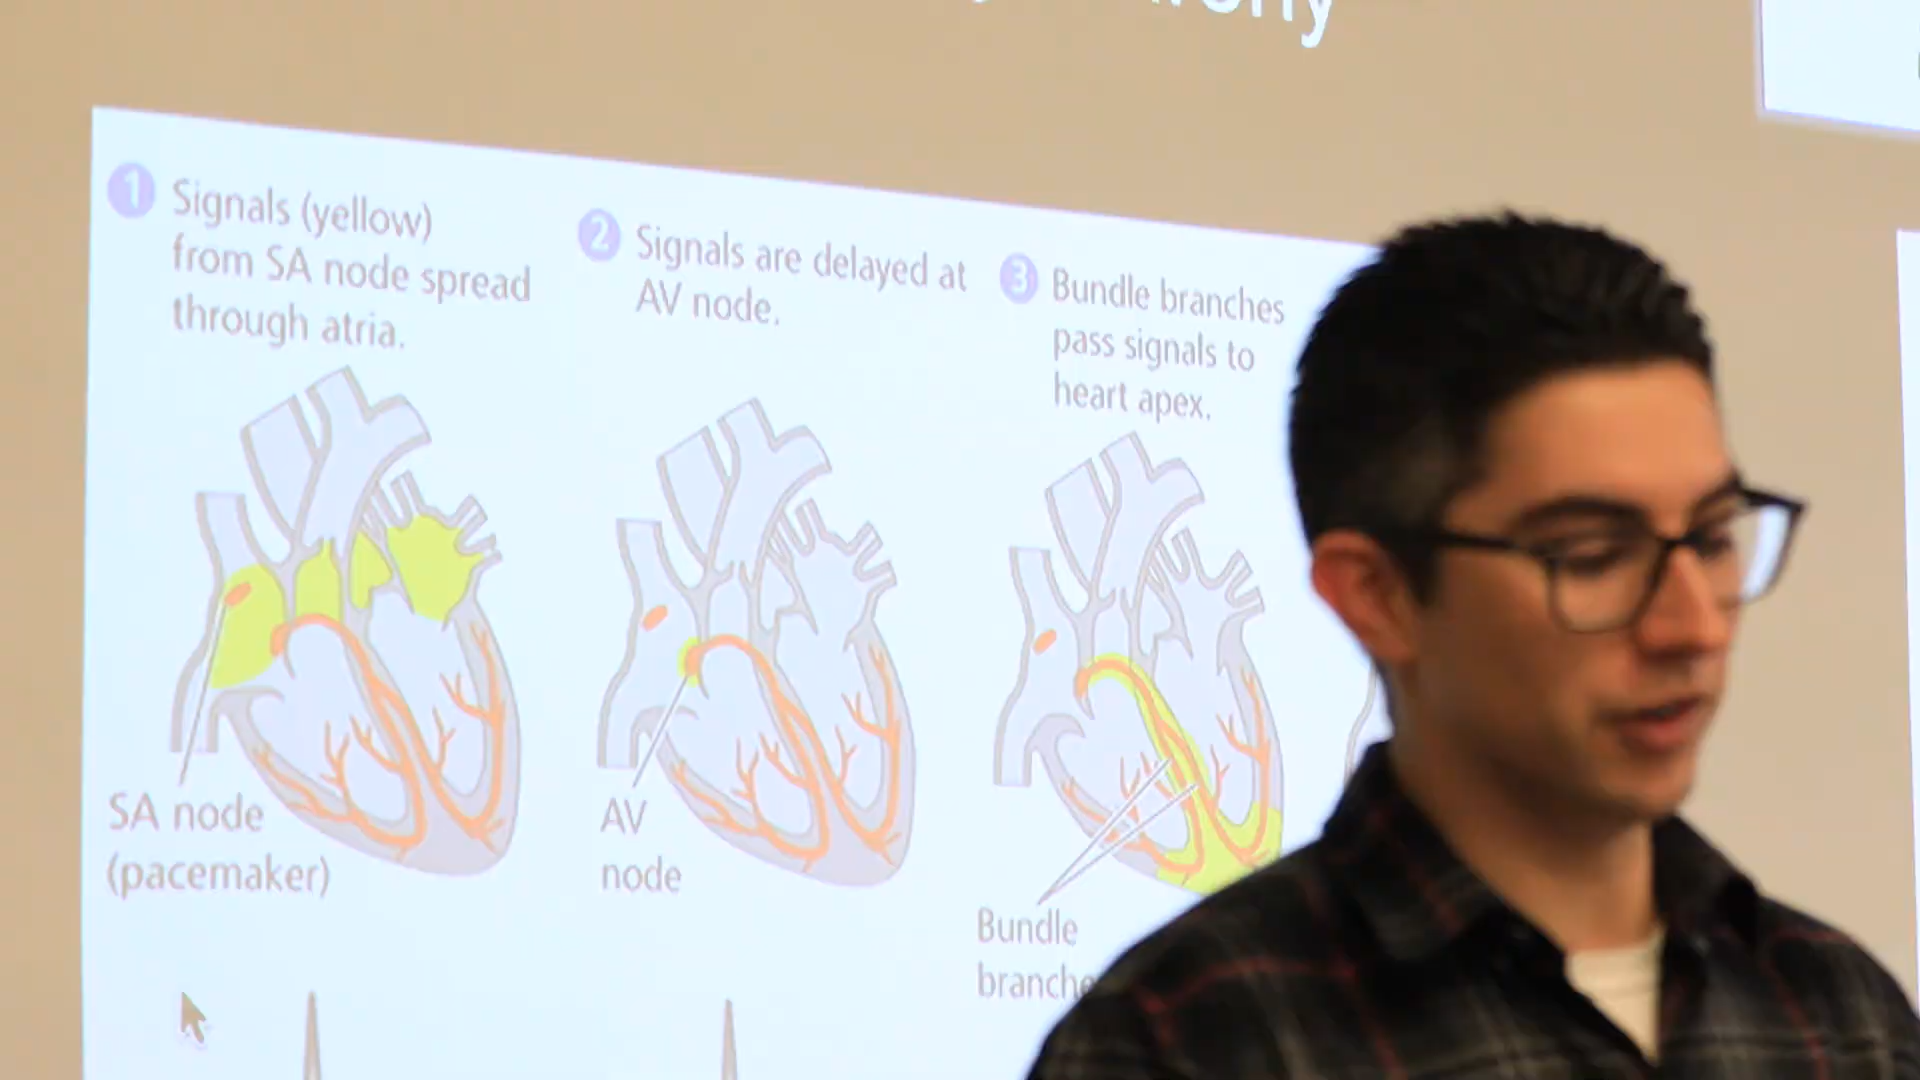 1 Signals (yellow)
from SA node spread
through atria.
2 Signals are delayed at
AV node.
3 Bundle branches
pass signals to
heart apex.
SA node
(pacemaker)
AV
node
Bundle